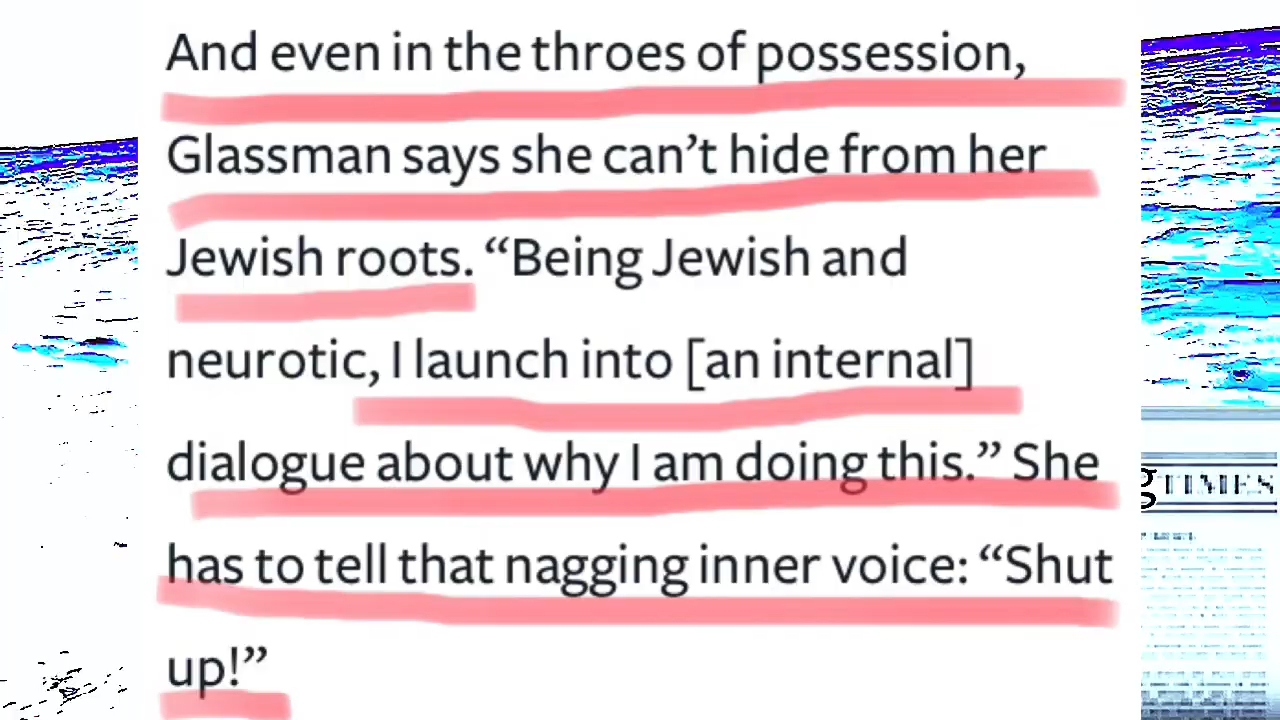 And even in the throes of possession,
Glassman says she can’t hide from her
Jewish roots. “Being Jewish and
neurotic, I launch into [an internal]
dialogue about why I am doing this.” She
has to tell the nagging inner voice: “Shut
up!”
g TIMES